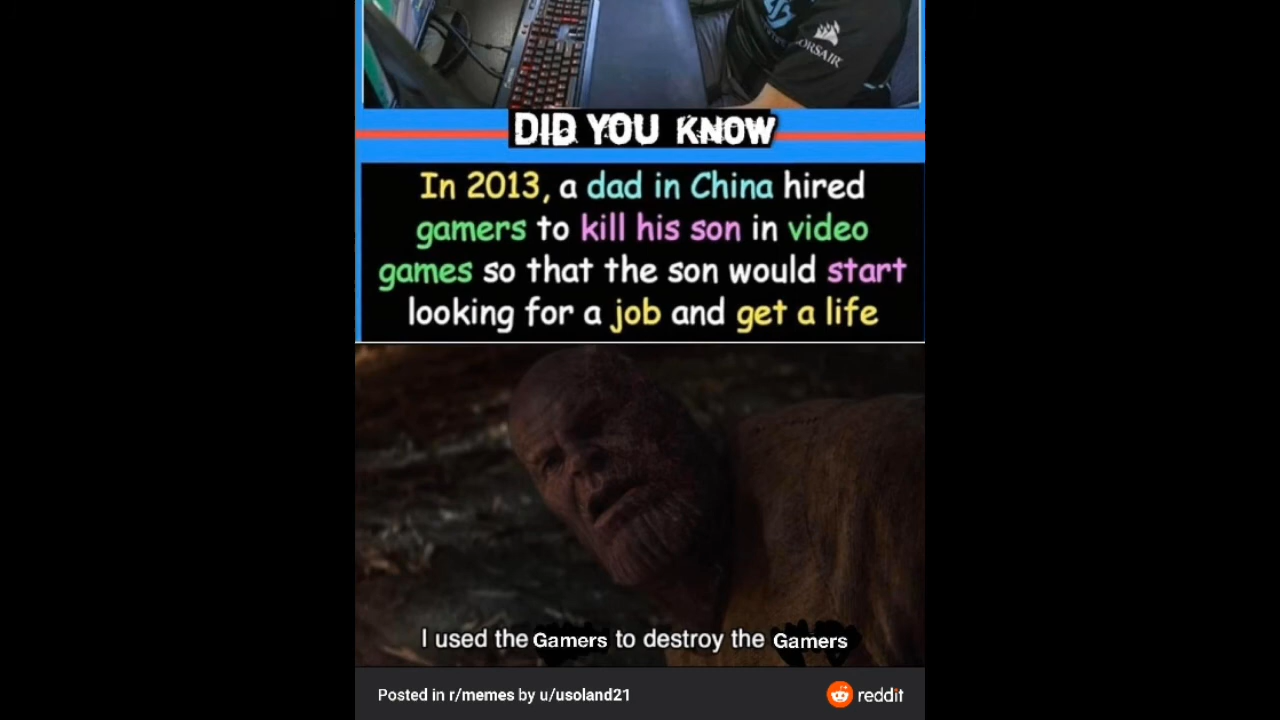 CORSAIR
DID YOU KNOW
In 2013, a dad in China hired
gamers to kill his son in video
games so that the son would start
looking for a job and get a life
I used the Gamers to destroy the Gamers
Posted in r/memes by u/usoland21
reddit